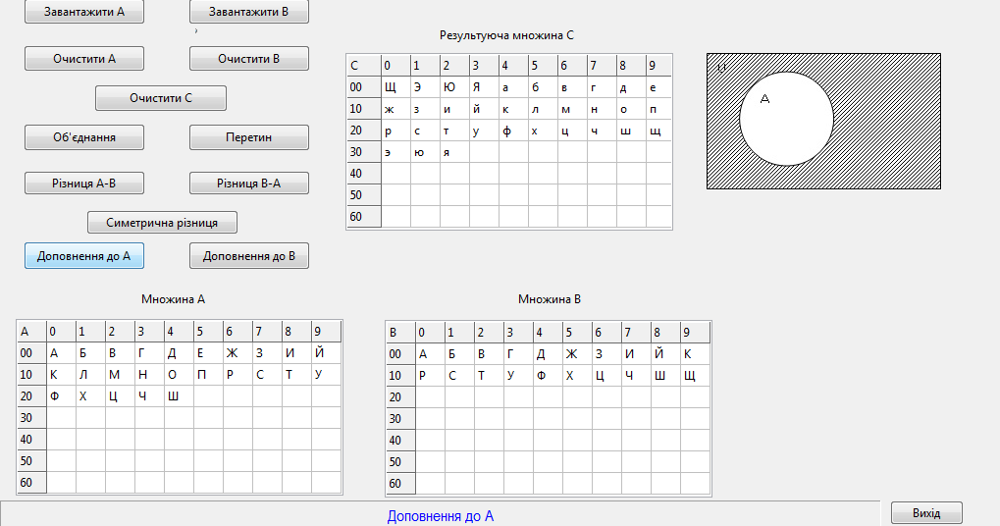 Завантажити A
Завантажити B
Очистити A
Очистити B
Очистити C
Об'єднання
Перетин
Різниця A-B
Різниця B-A
Симетрична різниця
Доповнення до A
Доповнення до B
Результуюча множина C
C 0 1 2 3 4 5 6 7 8 9
00 Щ Э Ю Я а б в г д е
10 ж з и й к л м н о п
20 р с т у ф х ц ч ш щ
30 э ю я
40
50
60
U
A
Множина A
A 0 1 2 3 4 5 6 7 8 9
00 А Б В Г Д Е Ж З И Й
10 К Л М Н О П Р С Т У
20 Ф Х Ц Ч Ш
30
40
50
60
Множина B
B 0 1 2 3 4 5 6 7 8 9
00 А Б В Г Д Ж З И Й К
10 Р С Т У Ф Х Ц Ч Ш Щ
20
30
40
50
60
Доповнення до A
Вихід